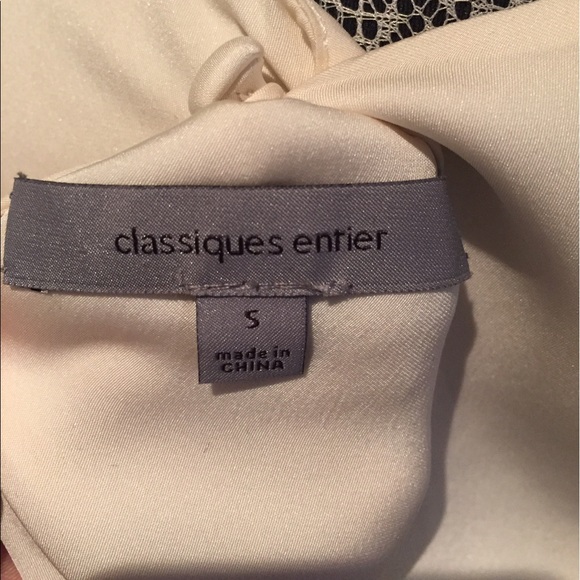 classiques entier
S
made in
CHINA